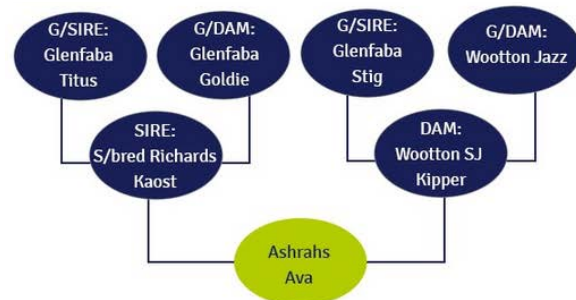 G/SIRE:
Glenfaba
Titus
G/DAM:
Glenfaba
Goldie
G/SIRE:
Glenfaba
Stig
G/DAM:
Wootton Jazz
SIRE:
S/bred Richards
Kaost
DAM:
Wootton SJ
Kipper
Ashrahs
Ava